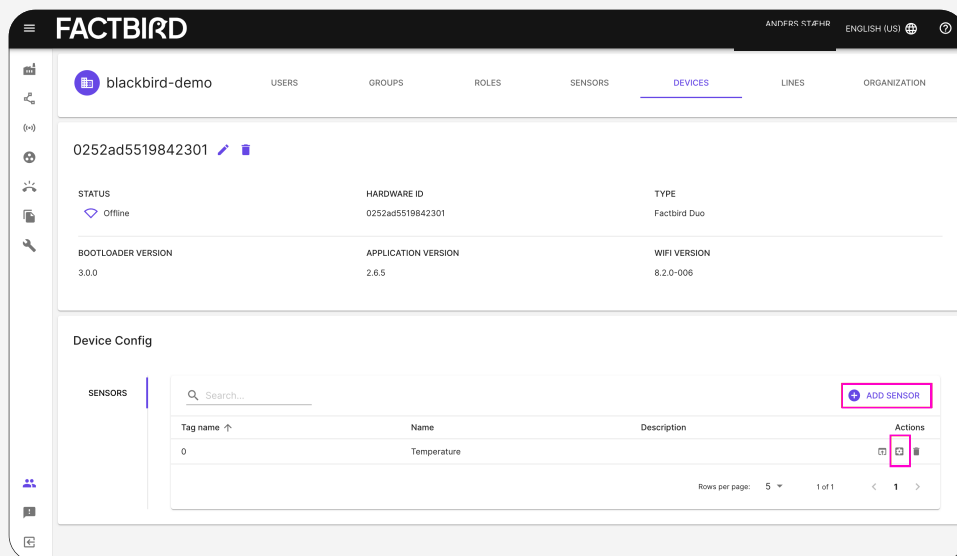 FACTBIRD
ANDERS STÆHR
ENGLISH (US)
blackbird-demo
USERS
GROUPS
ROLES
SENSORS
DEVICES
LINES
ORGANIZATION
0252ad5519842301
STATUS
HARDWARE ID
TYPE
Offline
0252ad5519842301
Factbird Duo
BOOTLOADER VERSION
APPLICATION VERSION
WIFI VERSION
3.0.0
2.6.5
8.2.0-006
Device Config
SENSORS
Search...
ADD SENSOR
Tag name
Name
Description
Actions
0
Temperature
Rows per page: 5
1 of 1
1